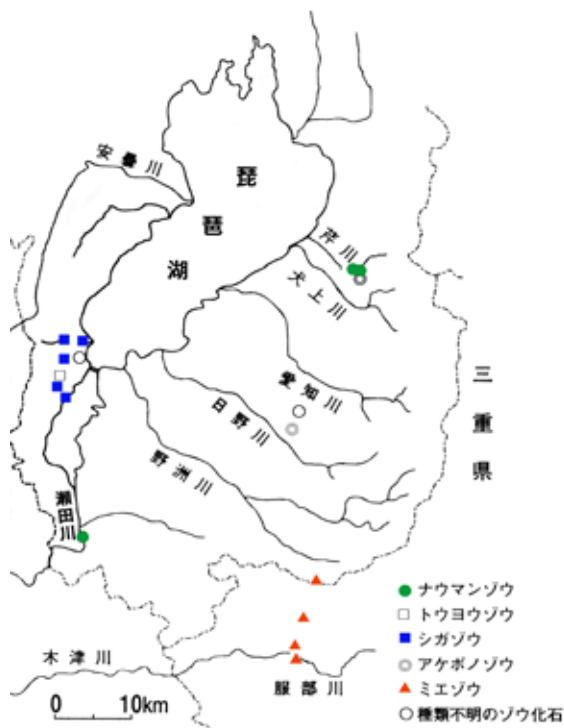 安曇川
琵琶湖
芹川
犬上川
愛知川
日野川
野洲川
瀬田川
三重県
木津川
服部川
0 10km
ナウマンゾウ
トウヨウゾウ
シガゾウ
アケボノゾウ
ミエゾウ
種類不明のゾウ化石